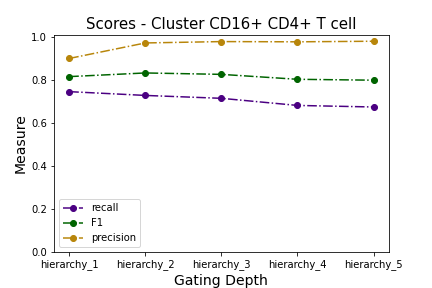 Scores - Cluster CD16+ CD4+ T cell
Measure
1.0
0.8
0.6
0.4
0.2
0.0
recall
F1
precision
hierarchy_1 hierarchy_2 hierarchy_3 hierarchy_4 hierarchy_5
Gating Depth